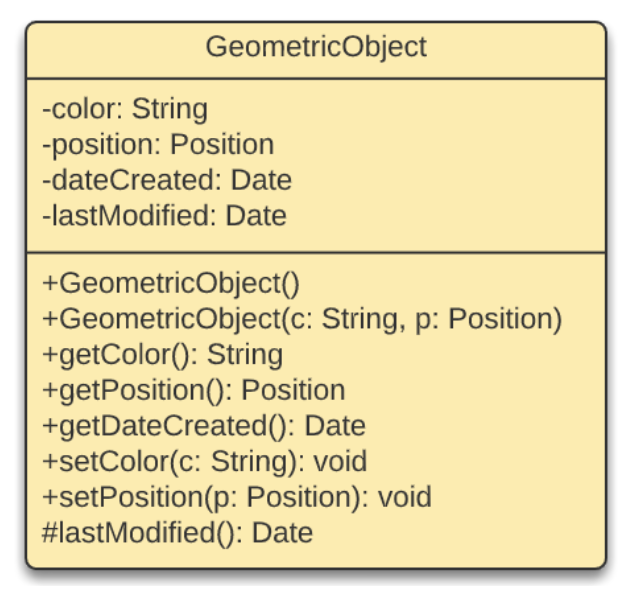 GeometricObject
-color: String
-position: Position
-dateCreated: Date
-lastModified: Date
+GeometricObject()
+GeometricObject(c: String, p: Position)
+getColor(): String
+getPosition(): Position
+getDateCreated(): Date
+setColor(c: String): void
+setPosition(p: Position): void
#lastModified(): Date